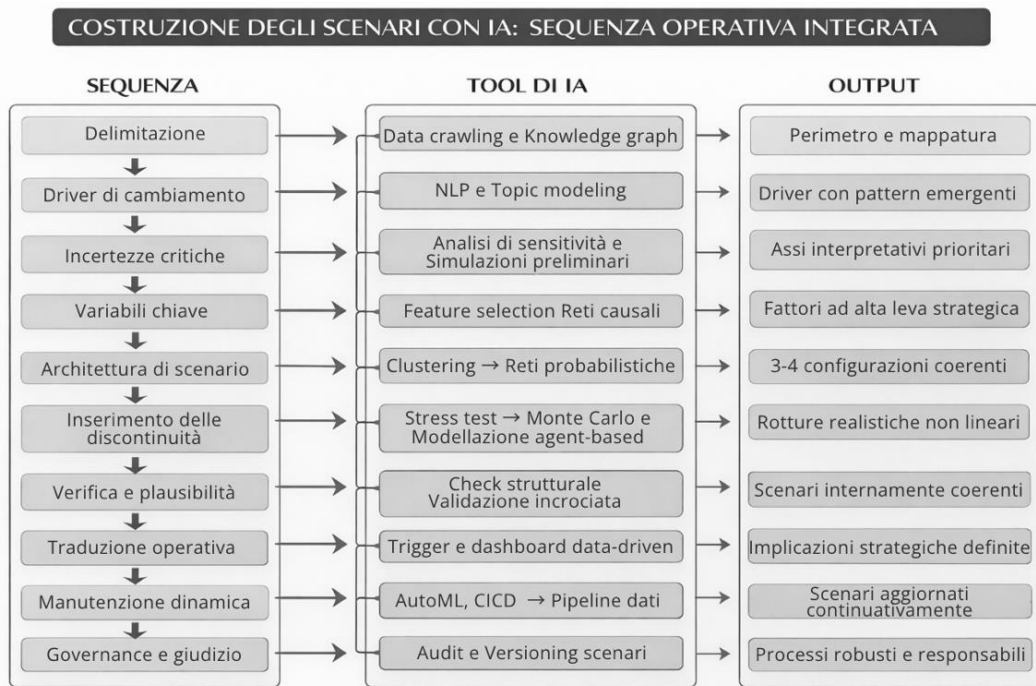 COSTRUZIONE DEGLI SCENARI CON IA: SEQUENZA OPERATIVA INTEGRATA
SEQUENZA
TOOL DI IA
OUTPUT
Delimitazione
Data crawling e Knowledge graph
Perimetro e mappatura
Driver di cambiamento
NLP e Topic modeling
Driver con pattern emergenti
Incertezze critiche
Analisi di sensitività e
Simulazioni preliminari
Assi interpretativi prioritari
Variabili chiave
Feature selection Reti causali
Fattori ad alta leva strategica
Architettura di scenario
Clustering → Reti probabilistiche
3-4 configurazioni coerenti
Inserimento delle
discontinuità
Stress test → Monte Carlo e
Modellazione agent-based
Rotture realistiche non lineari
Verifica e plausibilità
Check strutturale
Validazione incrociata
Scenari internamente coerenti
Traduzione operativa
Trigger e dashboard data-driven
Implicazioni strategiche definite
Manutenzione dinamica
AutoML, CICD → Pipeline dati
Scenari aggiornati
continuativamente
Governance e giudizio
Audit e Versioning scenari
Processi robusti e responsabili